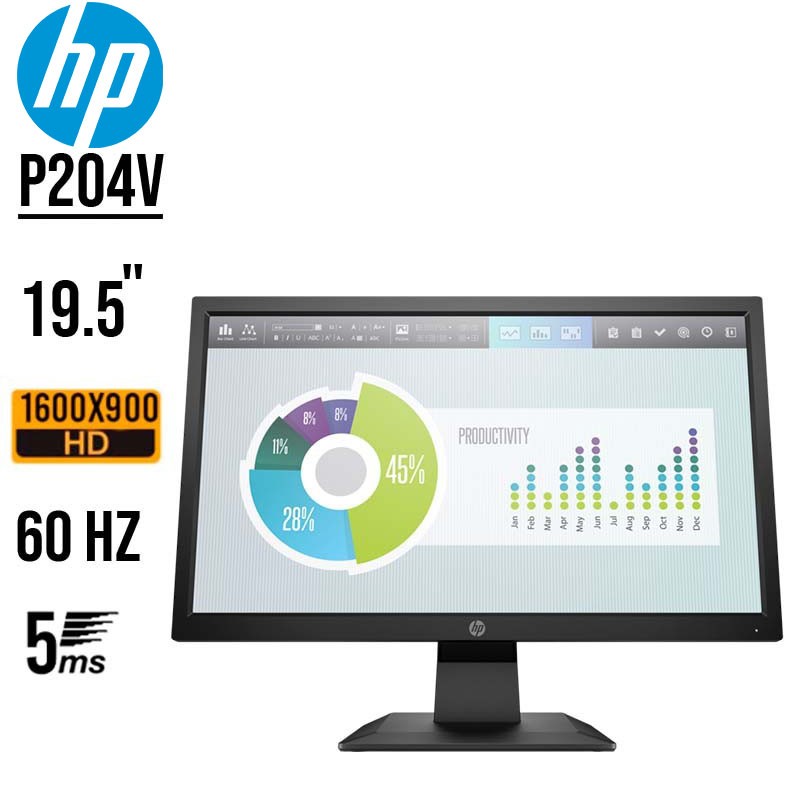 hp
P204V
19.5"
1600X900
HD
60 HZ
5ms
B I U ABC
PRODUCTIVITY
8%
8%
11%
45%
28%
Jan
Feb
Mar
Apr
May
Jun
Jul
Aug
Sep
Oct
Nov
Dec
hp